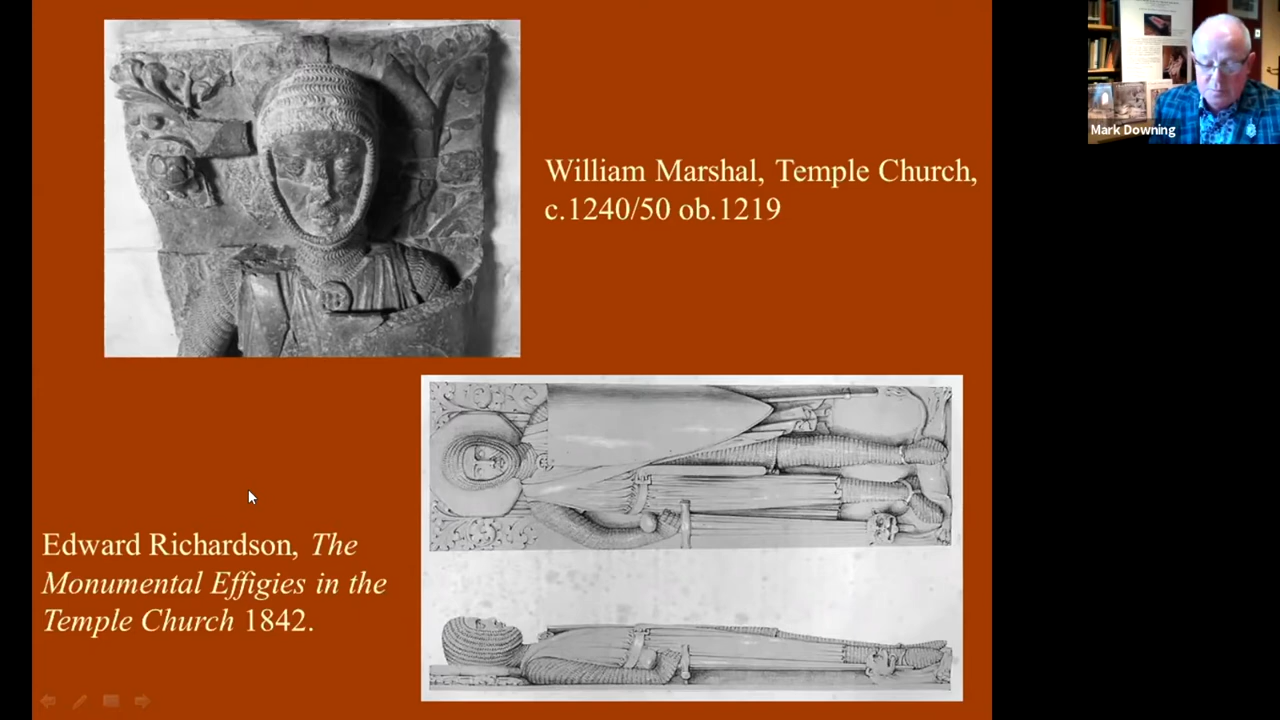 William Marshal, Temple Church,
c.1240/50 ob.1219
Edward Richardson, The
Monumental Effigies in the
Temple Church 1842.
Mark Downing